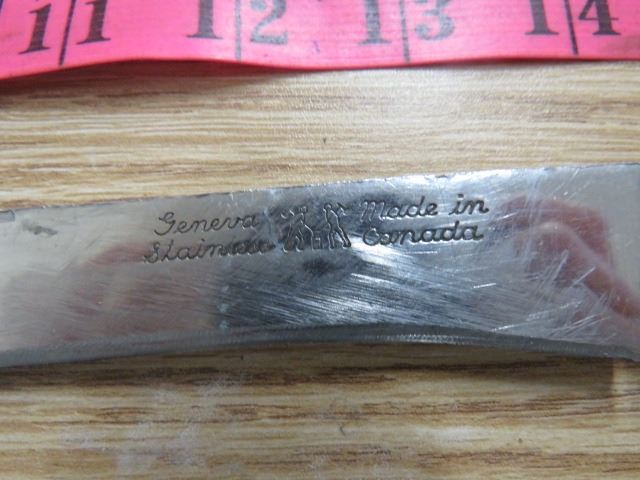 11 12 13 14
Geneva Made in
Stainless Canada